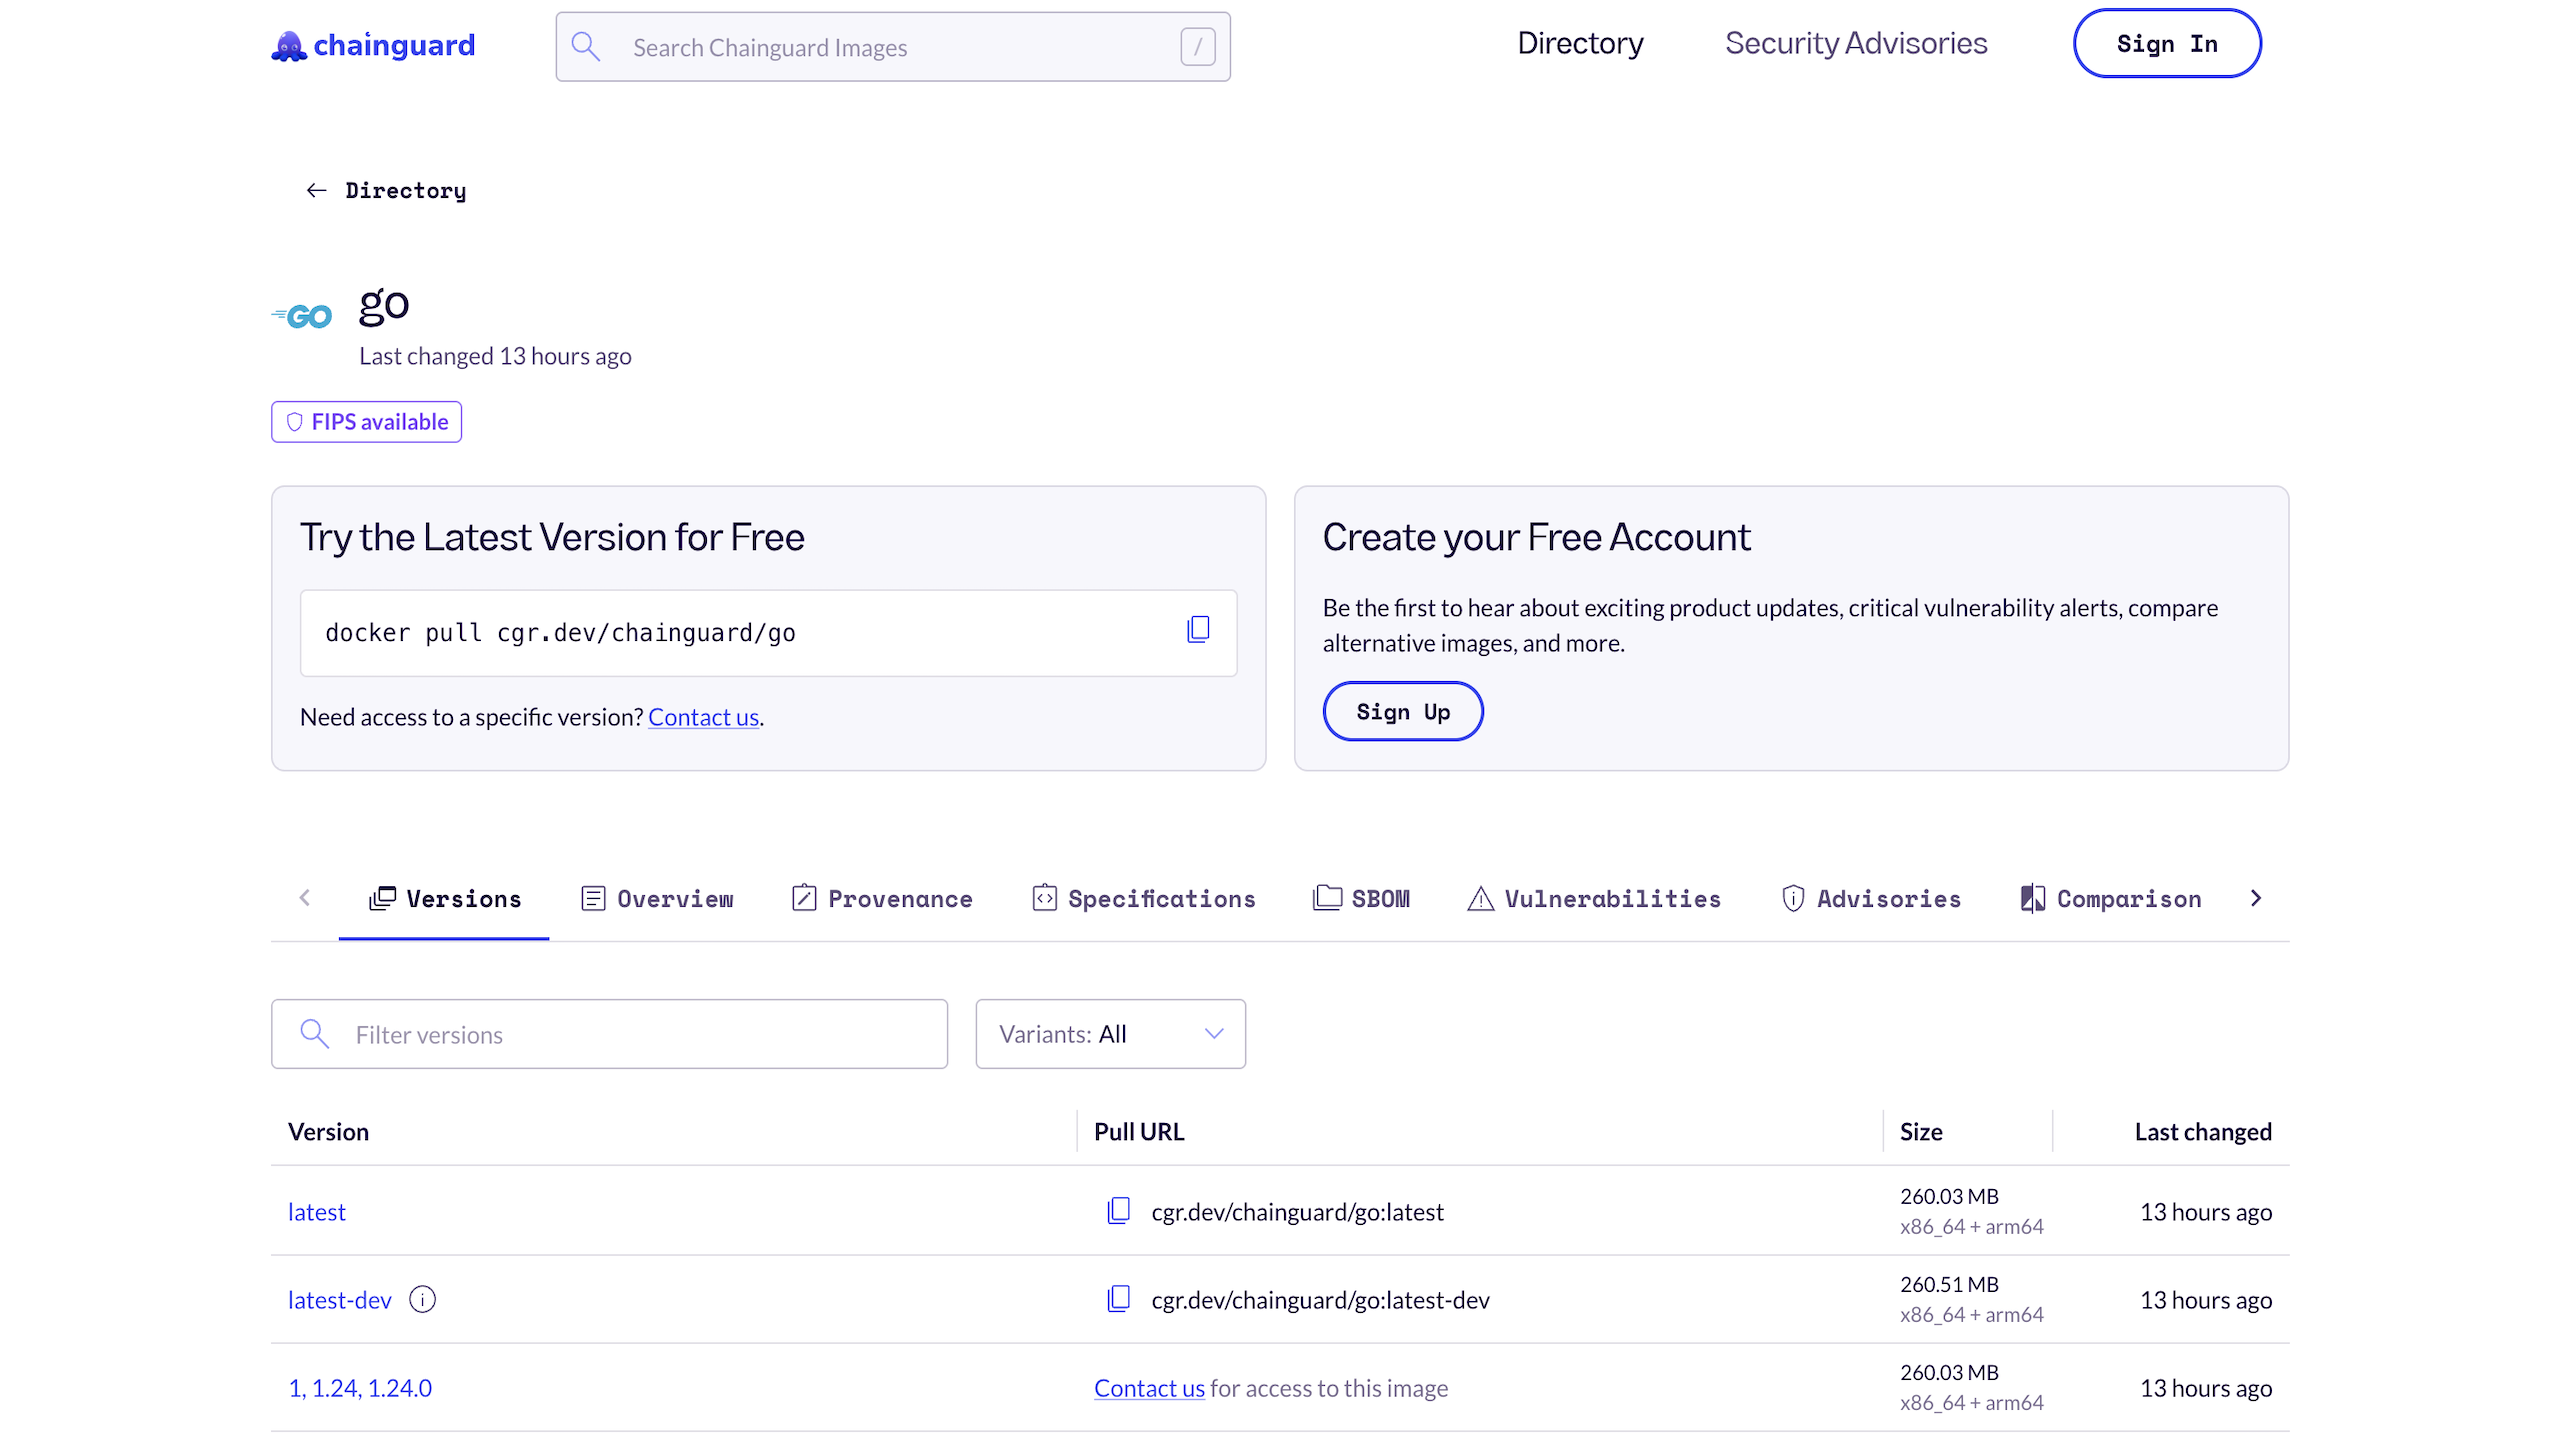 chainguard
Search Chainguard Images
/
Directory
Security Advisories
Sign In
← Directory
GO
go
Last changed 13 hours ago
FIPS available
Try the Latest Version for Free
docker pull cgr.dev/chainguard/go
Need access to a specific version? Contact us.
Create your Free Account
Be the first to hear about exciting product updates, critical vulnerability alerts, compare
alternative images, and more.
Sign Up
Versions
Overview
Provenance
Specifications
SBOM
Vulnerabilities
Advisories
Comparison
Filter versions
Variants: All
Version
Pull URL
Size
Last changed
latest
cgr.dev/chainguard/go:latest
260.03 MB
x86_64 + arm64
13 hours ago
latest-dev
cgr.dev/chainguard/go:latest-dev
260.51 MB
x86_64 + arm64
13 hours ago
1, 1.24, 1.24.0
Contact us for access to this image
260.03 MB
x86_64 + arm64
13 hours ago